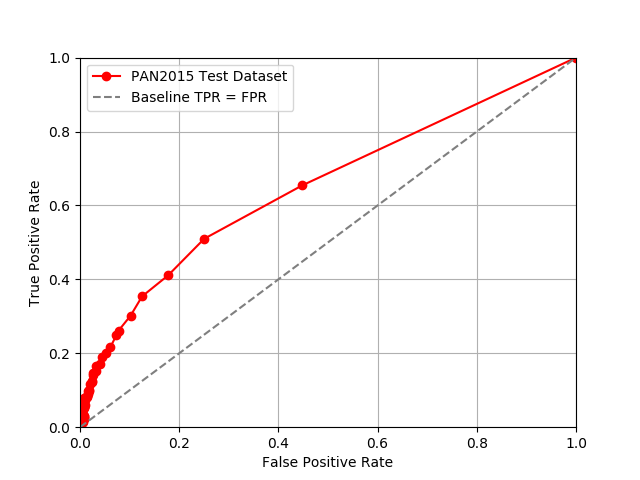 PAN2015 Test Dataset
Baseline TPR = FPR
1.0
0.8
0.6
0.4
0.2
0.0
True Positive Rate
0.0 0.2 0.4 0.6 0.8 1.0
False Positive Rate